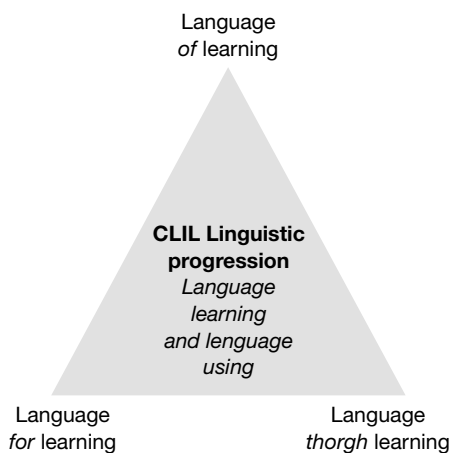 Language
of learning
CLIL Linguistic
progression
Language
learning
and lenguage
using
Language
for learning
Language
thorgh learning